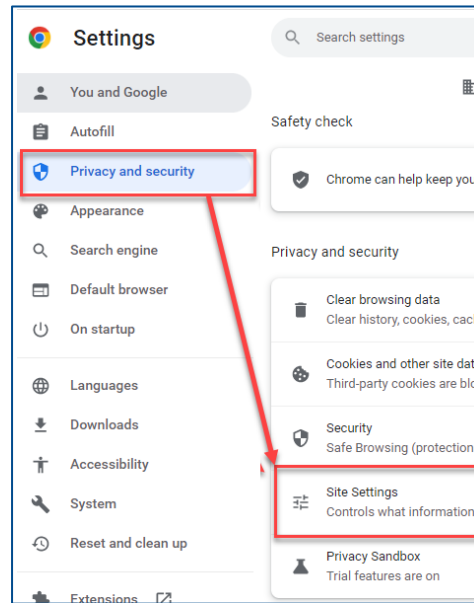 Settings
Search settings
You and Google
Autofill
Privacy and security
Appearance
Search engine
Default browser
On startup
Languages
Downloads
Accessibility
System
Reset and clean up
Extensions
Safety check
Chrome can help keep you
Privacy and security
Clear browsing data
Clear history, cookies, cac
Cookies and other site dat
Third-party cookies are blo
Security
Safe Browsing (protection
Site Settings
Controls what information
Privacy Sandbox
Trial features are on